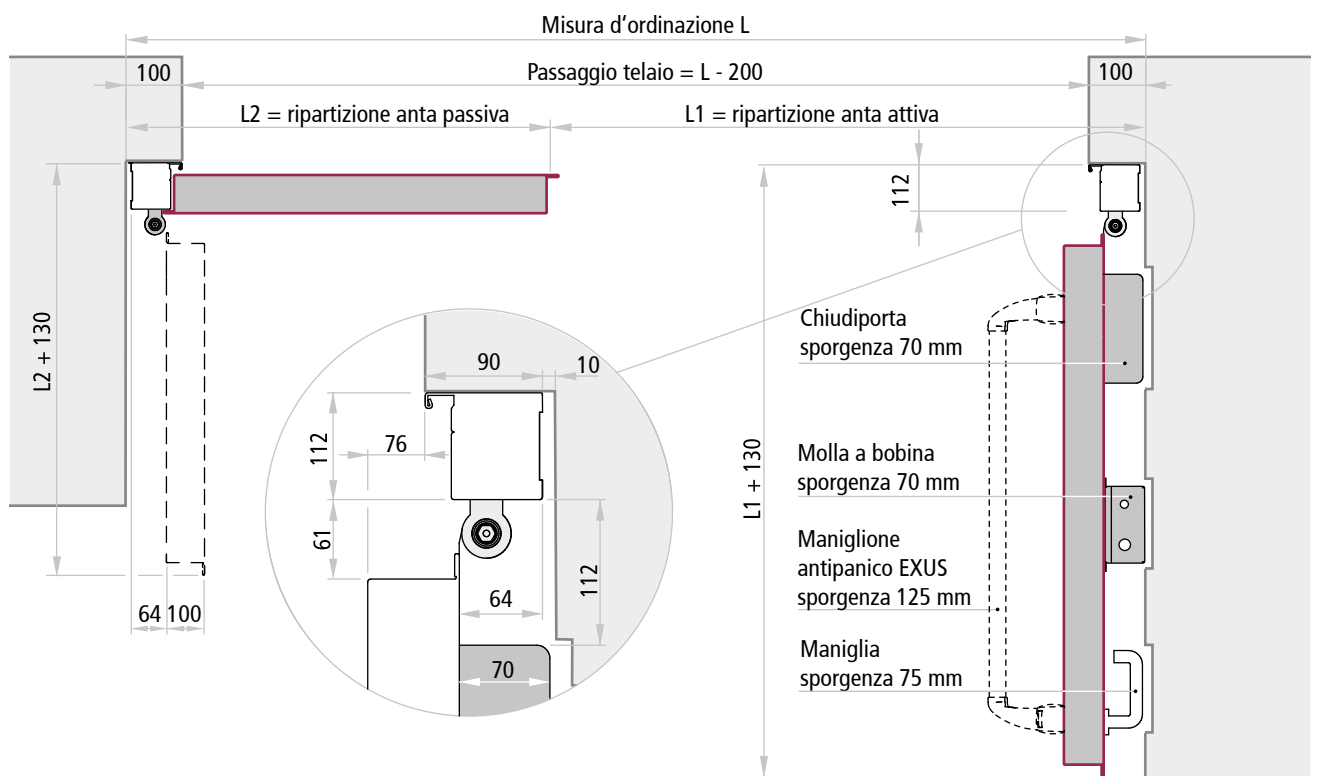 Misura d‘ordinazione L
100
Passaggio telaio = L - 200
100
L2 = ripartizione anta passiva
L1 = ripartizione anta attiva
112
L2 + 130
64
100
90
10
112
76
61
64
112
70
L1 + 130
Chiudiporta
sporgenza 70 mm
Molla a bobina
sporgenza 70 mm
Maniglione
antipanico EXUS
sporgenza 125 mm
Maniglia
sporgenza 75 mm